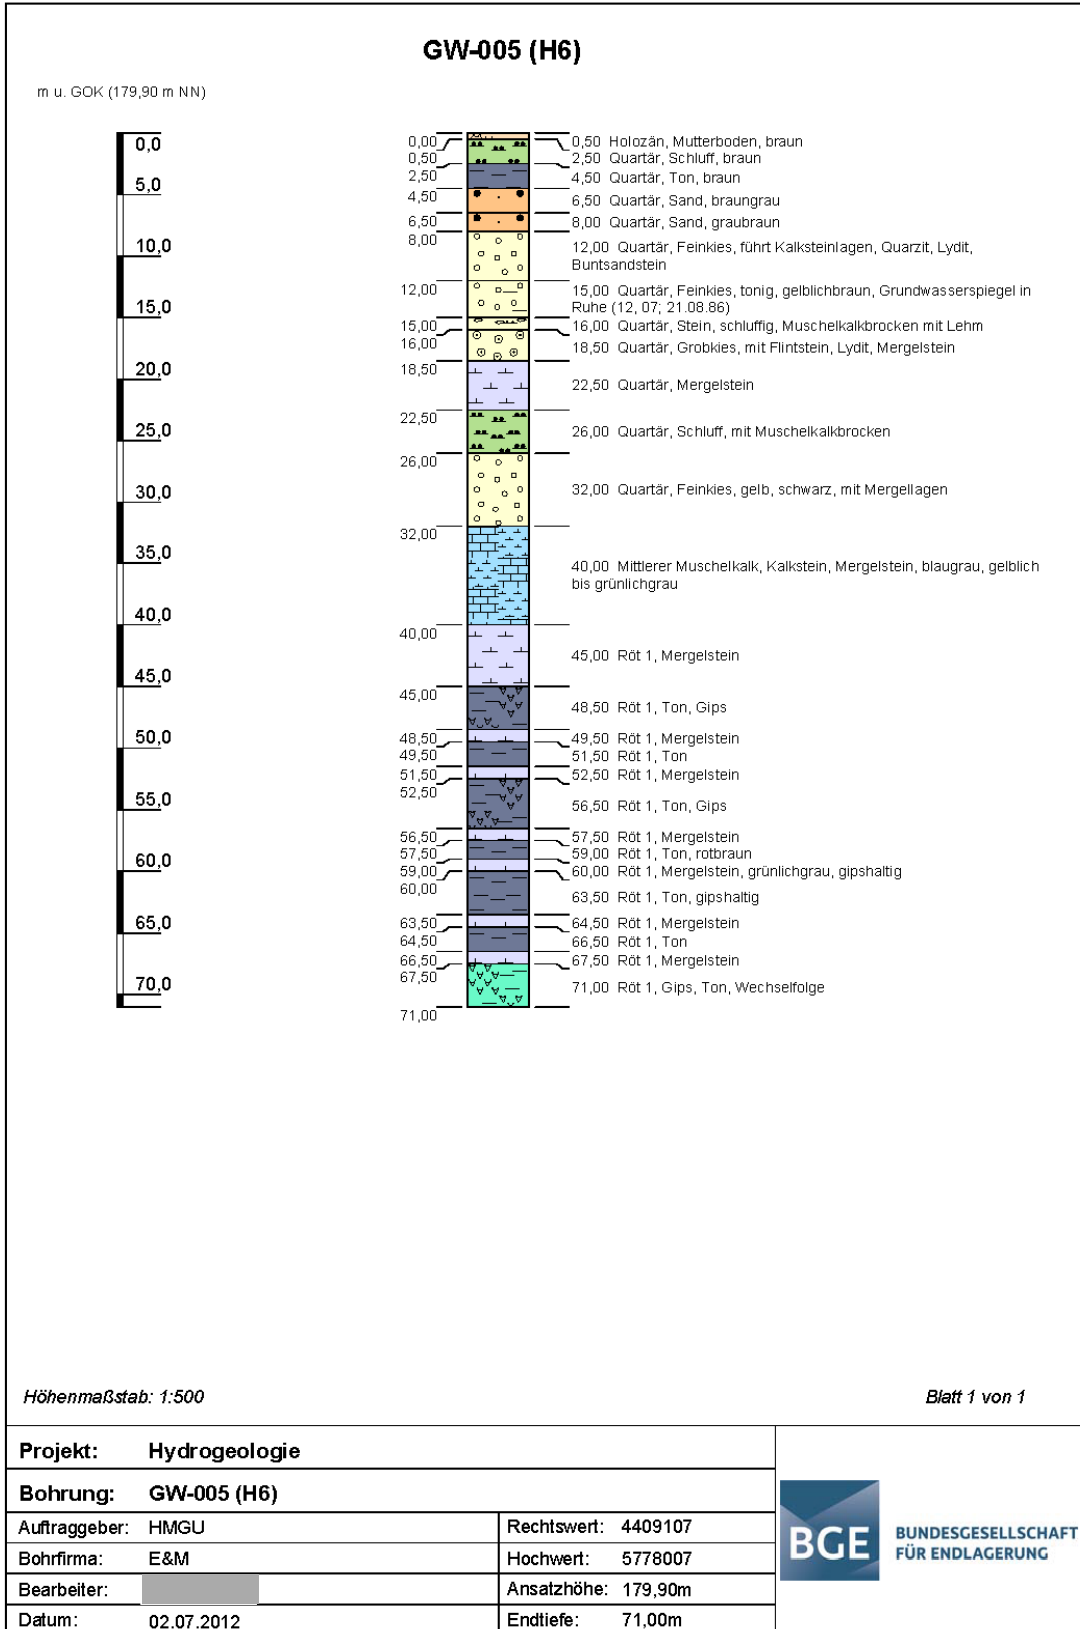 GW-005 (H6)
m u. GOK (179,90 m NN)
0,0
5,0
10,0
15,0
20,0
25,0
30,0
35,0
40,0
45,0
50,0
55,0
60,0
65,0
70,0
0,00
0,50
2,50
4,50
6,50
8,00
12,00
15,00
16,00
18,50
22,50
26,00
32,00
40,00
45,00
48,50
49,50
51,50
52,50
56,50
57,50
59,00
60,00
63,50
64,50
66,50
67,50
71,00
0,50 Holozän, Mutterboden, braun
2,50 Quartär, Schluff, braun
4,50 Quartär, Ton, braun
6,50 Quartär, Sand, braungrau
8,00 Quartär, Sand, graubraun
12,00 Quartär, Feinkies, führt Kalksteinlagen, Quarzit, Lydit,
Buntsandstein
15,00 Quartär, Feinkies, tonig, gelblichbraun, Grundwasserspiegel in
Ruhe (12, 07; 21.08.86)
16,00 Quartär, Stein, schluffig, Muschelkalkbrocken mit Lehm
18,50 Quartär, Grobkies, mit Flintstein, Lydit, Mergelstein
22,50 Quartär, Mergelstein
26,00 Quartär, Schluff, mit Muschelkalkbrocken
32,00 Quartär, Feinkies, gelb, schwarz, mit Mergellagen
40,00 Mittlerer Muschelkalk, Kalkstein, Mergelstein, blaugrau, gelblich
bis grünlichgrau
45,00 Röt 1, Mergelstein
48,50 Röt 1, Ton, Gips
49,50 Röt 1, Mergelstein
51,50 Röt 1, Ton
52,50 Röt 1, Mergelstein
56,50 Röt 1, Ton, Gips
57,50 Röt 1, Mergelstein
59,00 Röt 1, Ton, rotbraun
60,00 Röt 1, Mergelstein, grünlichgrau, gipshaltig
63,50 Röt 1, Ton, gipshaltig
64,50 Röt 1, Mergelstein
66,50 Röt 1, Ton
67,50 Röt 1, Mergelstein
71,00 Röt 1, Gips, Ton, Wechselfolge
Höhenmaßstab: 1:500
Blatt 1 von 1
Projekt: Hydrogeologie
Bohrung: GW-005 (H6)
Auftraggeber: HMGU
Rechtswert: 4409107
Bohrfirma: E&M
Hochwert: 5778007
Bearbeiter:
Ansatzhöhe: 179,90m
Datum: 02.07.2012
Endtiefe: 71,00m
BGE
BUNDESGESELLSCHAFT
FÜR ENDLAGERUNG